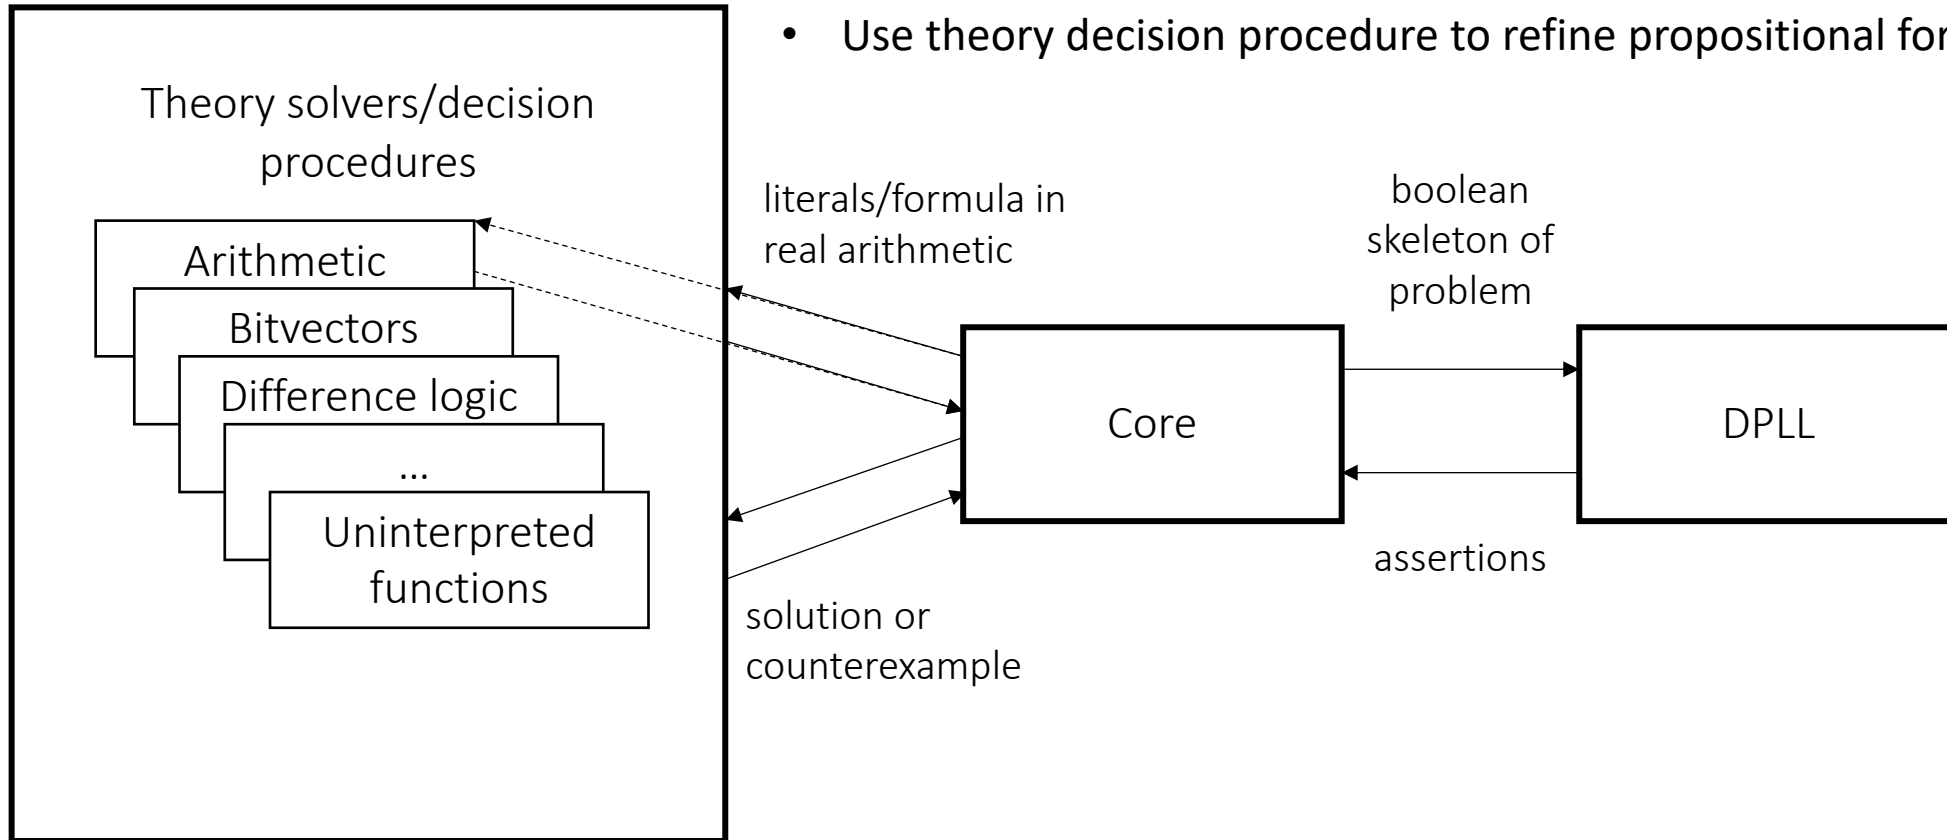 • Use theory decision procedure to refine propositional for
Theory solvers/decision
procedures
Arithmetic
Bitvectors
Difference logic
...
Uninterpreted
functions
literals/formula in
real arithmetic
solution or
counterexample
Core
boolean
skeleton of
problem
assertions
DPLL